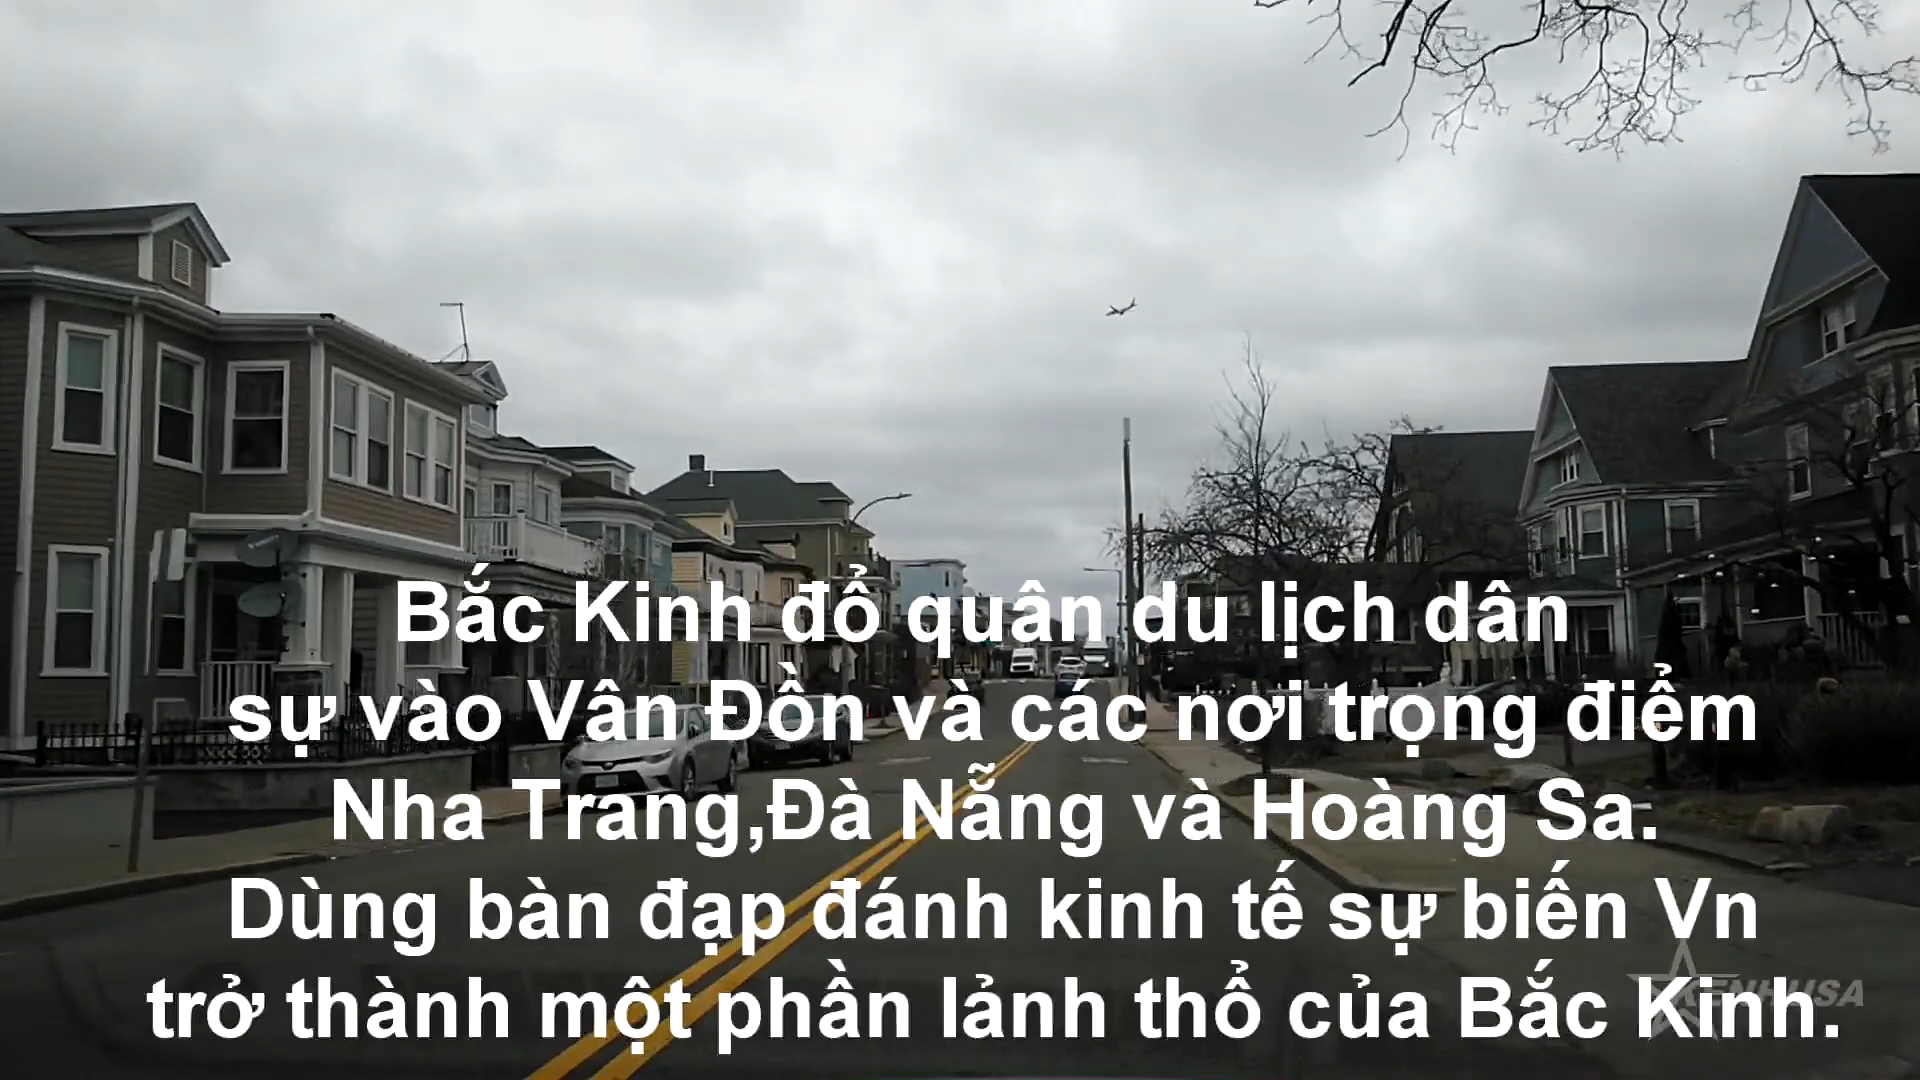 Bắc Kinh đổ quân du lịch dân
sự vào Vân Đồn và các nơi trọng điểm
Nha Trang,Đà Nẵng và Hoàng Sa.
Dùng bàn đạp đánh kinh tế sự biến Vn
trở thành một phần lảnh thổ của Bắc Kinh.